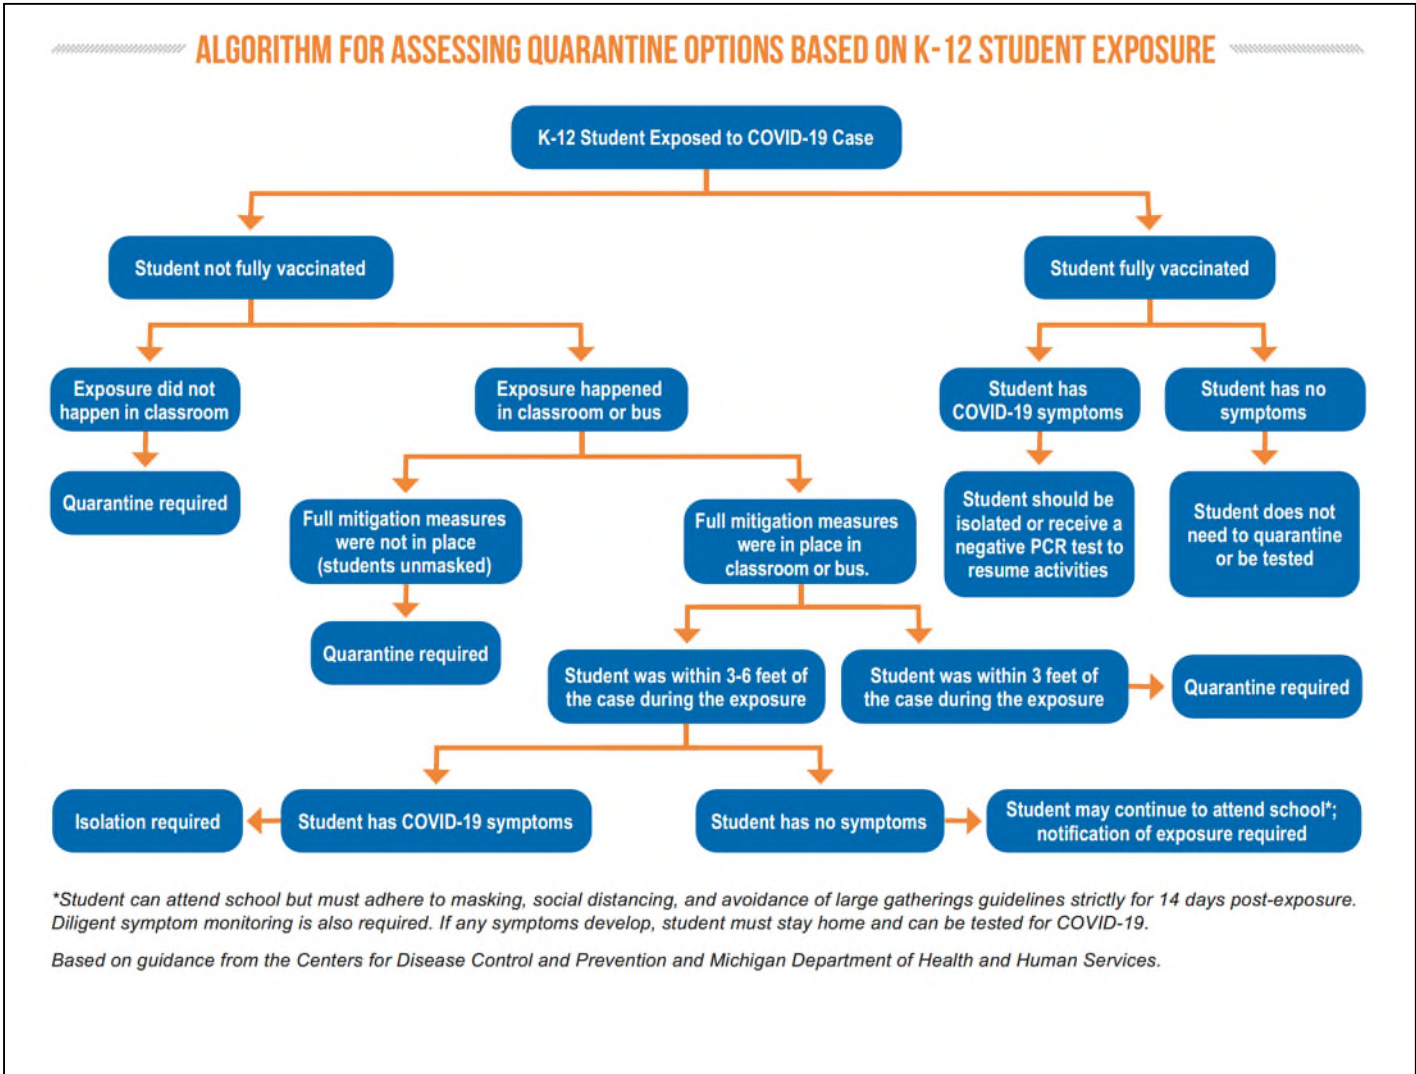 ALGORITHM FOR ASSESSING QUARANTINE OPTIONS BASED ON K-12 STUDENT EXPOSURE
K-12 Student Exposed to COVID-19 Case
Student not fully vaccinated
Student fully vaccinated
Exposure did not
happen in classroom
Exposure happened
in classroom or bus
Student has
COVID-19 symptoms
Student has no
symptoms
Quarantine required
Full mitigation measures
were not in place
(students unmasked)
Full mitigation measures
were in place in
classroom or bus.
Student should be
isolated or receive a
negative PCR test to
resume activities
Student does not
need to quarantine
or be tested
Quarantine required
Student was within 3-6 feet of
the case during the exposure
Student was within 3 feet of
the case during the exposure
Quarantine required
Isolation required
Student has COVID-19 symptoms
Student has no symptoms
Student may continue to attend school*;
notification of exposure required
*Student can attend school but must adhere to masking, social distancing, and avoidance of large gatherings guidelines strictly for 14 days post-exposure.
Diligent symptom monitoring is also required. If any symptoms develop, student must stay home and can be tested for COVID-19.
Based on guidance from the Centers for Disease Control and Prevention and Michigan Department of Health and Human Services.